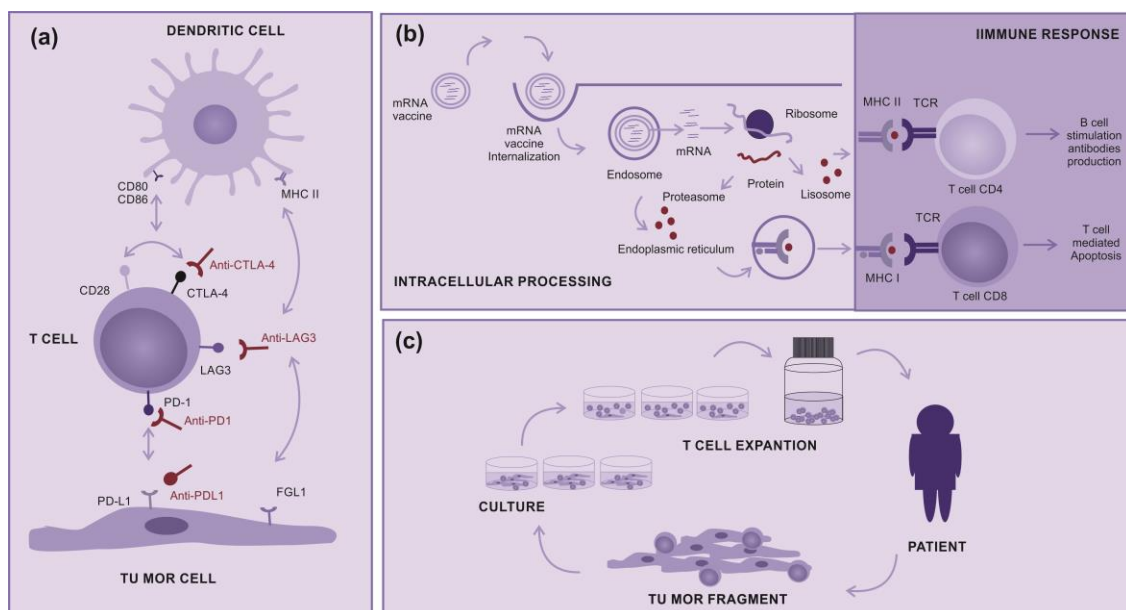 (a)
DENDRITIC CELL
CD80
CD86
MHC II
Anti-CTLA-4
CD28
CTLA-4
T CELL
Anti-LAG3
LAG3
PD-1
Anti-PD1
PD-L1
Anti-PDL1
FGL1
TU MOR CELL
(b)
mRNA
vaccine
mRNA
vaccine
Internalization
Endosome
mRNA
Ribosome
Protein
Proteasome
Lisosome
Endoplasmic reticulum
INTRACELLULAR PROCESSING
IIMMUNE RESPONSE
MHC II
TCR
T cell CD4
B cell
stimulation
antibodies
production
TCR
MHC I
T cell CD8
T cell
mediated
Apoptosis
(c)
T CELL EXPANTION
CULTURE
PATIENT
TU MOR FRAGMENT